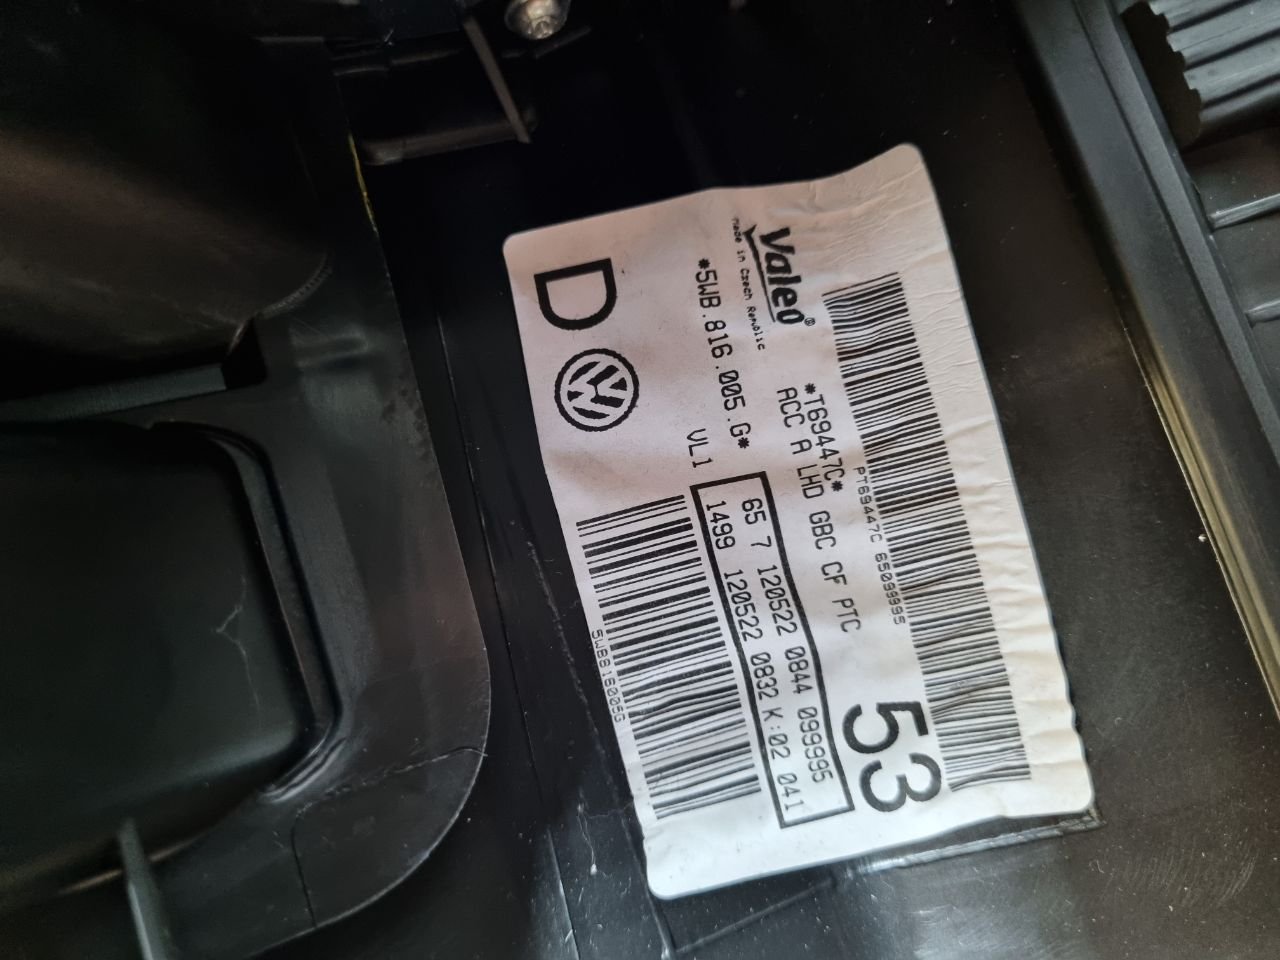 Valeo®
made in Czech Republic
*T69447C*
PT69447C 65099995
ACC A LHD GBC CF PTC
53
*5WB.816.005.G*
VL1
65 7 120522 0844 099995
1499 120522 0832 K:02 041
D
VW
5WB816005G